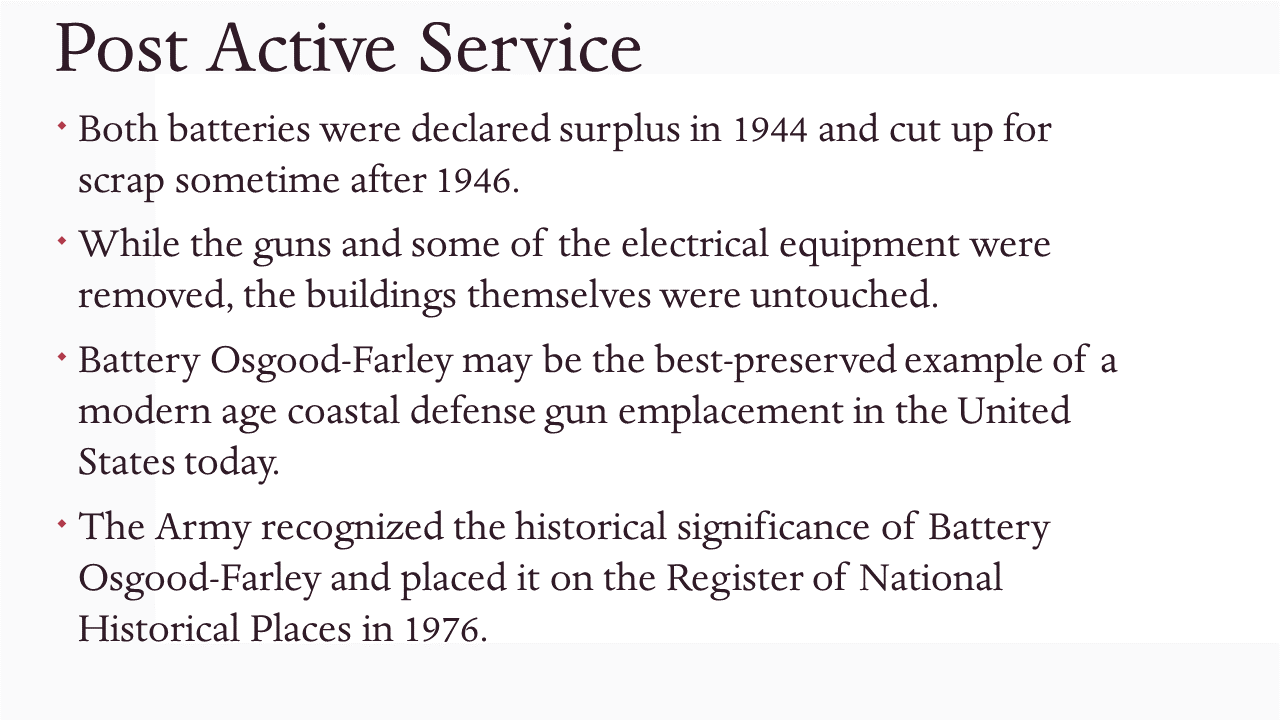 Post Active Service
Both batteries were declared surplus in 1944 and cut up for
scrap sometime after 1946.
While the guns and some of the electrical equipment were
removed, the buildings themselves were untouched.
Battery Osgood-Farley may be the best-preserved example of a
modern age coastal defense gun emplacement in the United
States today.
The Army recognized the historical significance of Battery
Osgood-Farley and placed it on the Register of National
Historical Places in 1976.